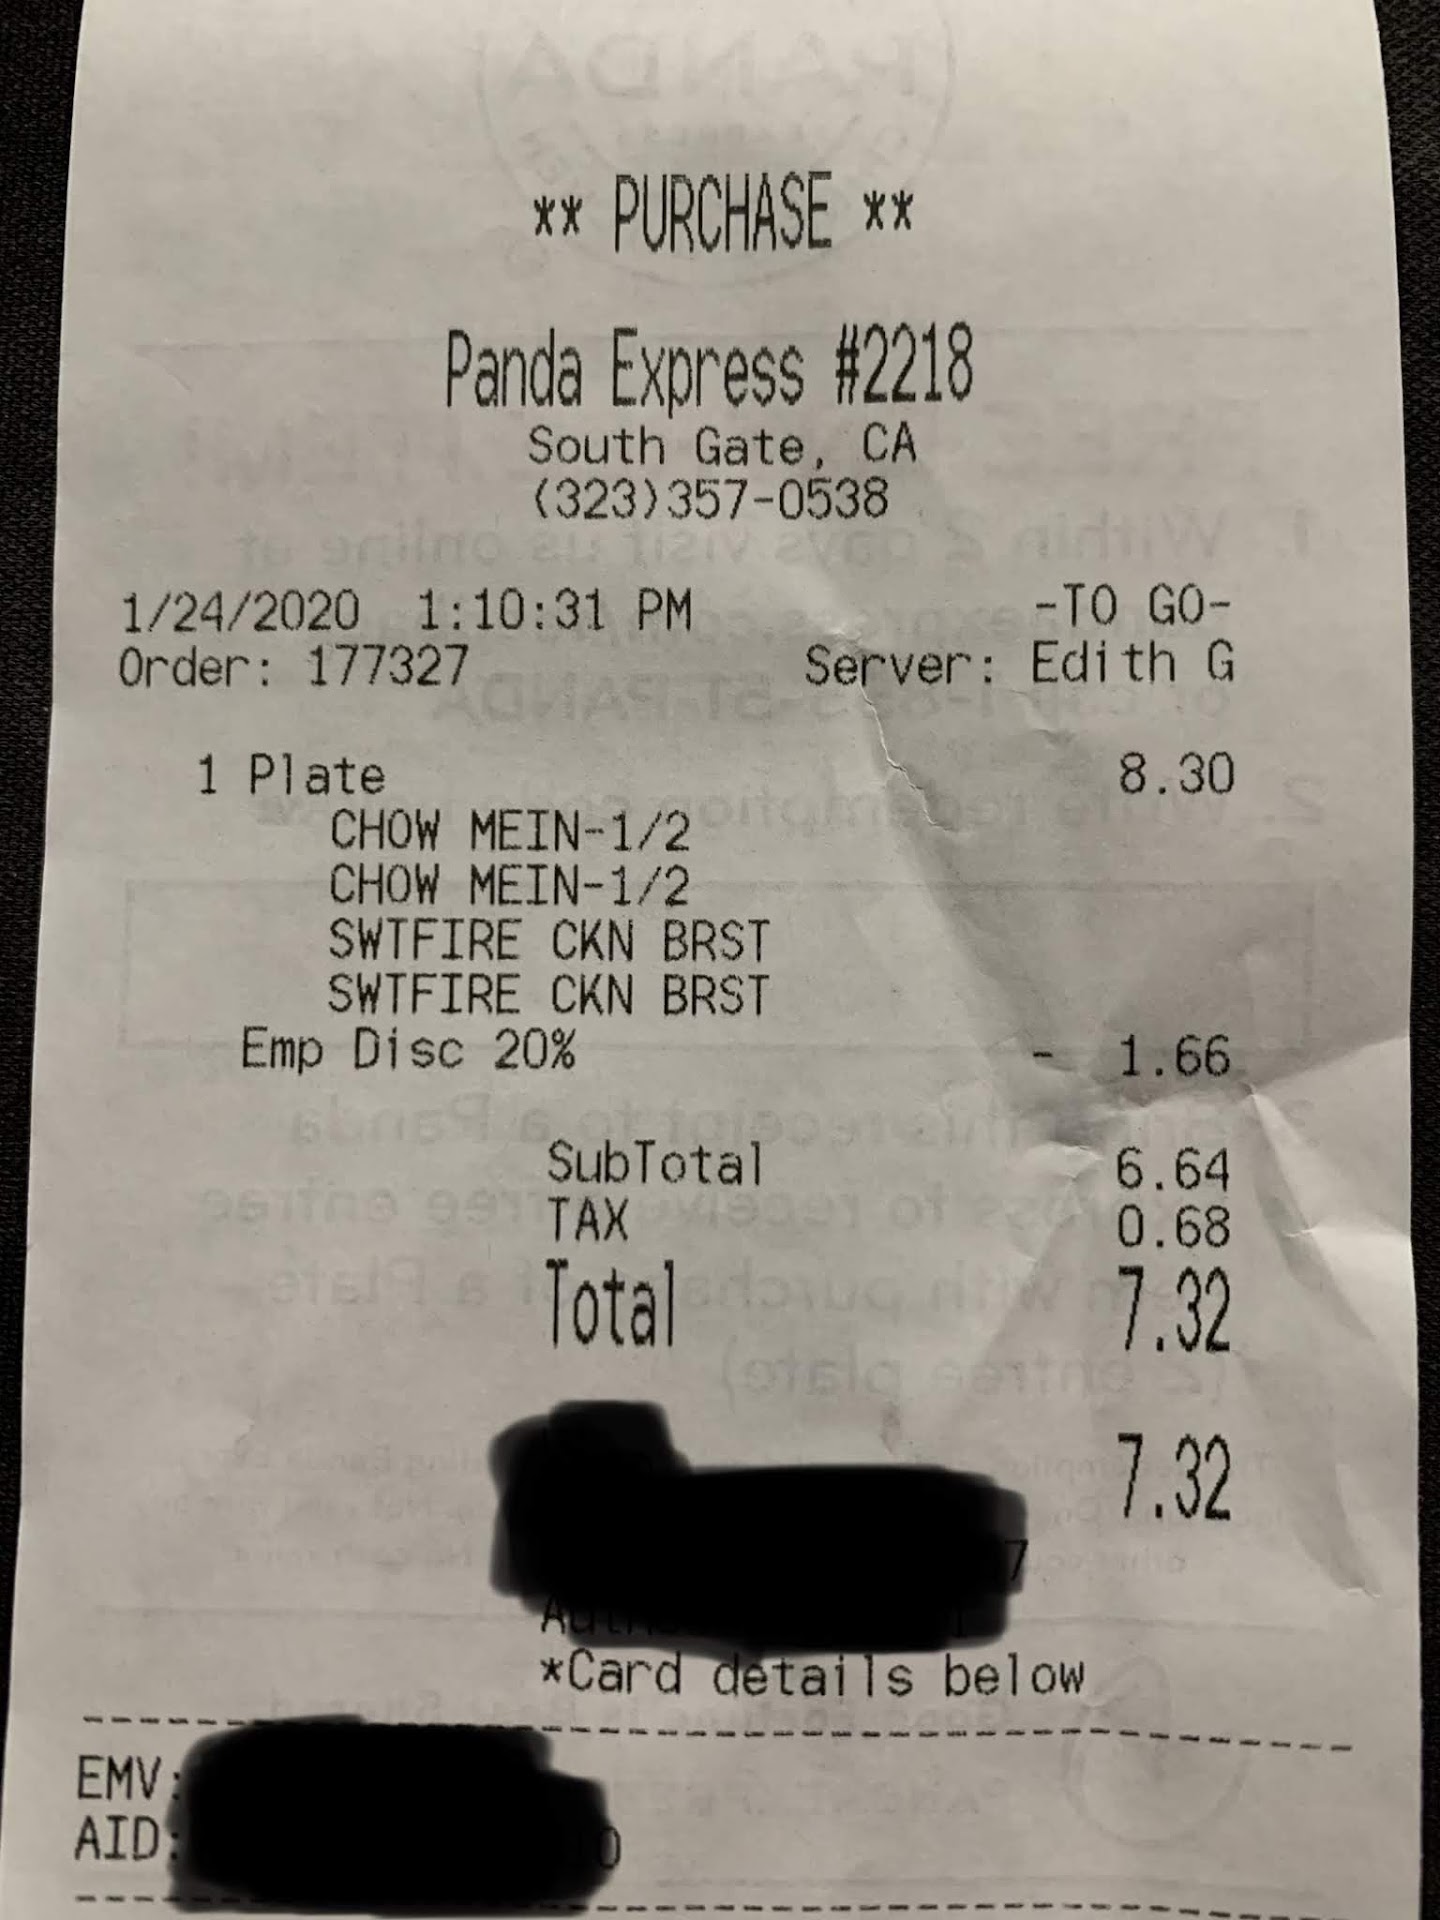 ** PURCHASE **
Panda Express #2218
South Gate, CA
(323)357-0538
1/24/2020 1:10:31 PM -TO GO-
Order: 177327 Server: Edith G
1 Plate 8.30
CHOW MEIN-1/2
CHOW MEIN-1/2
SWTFIRE CKN BRST
SWTFIRE CKN BRST
Emp Disc 20% - 1.66
SubTotal 6.64
TAX 0.68
Total 7.32
7.32
*Card details below
EMV:
AID: